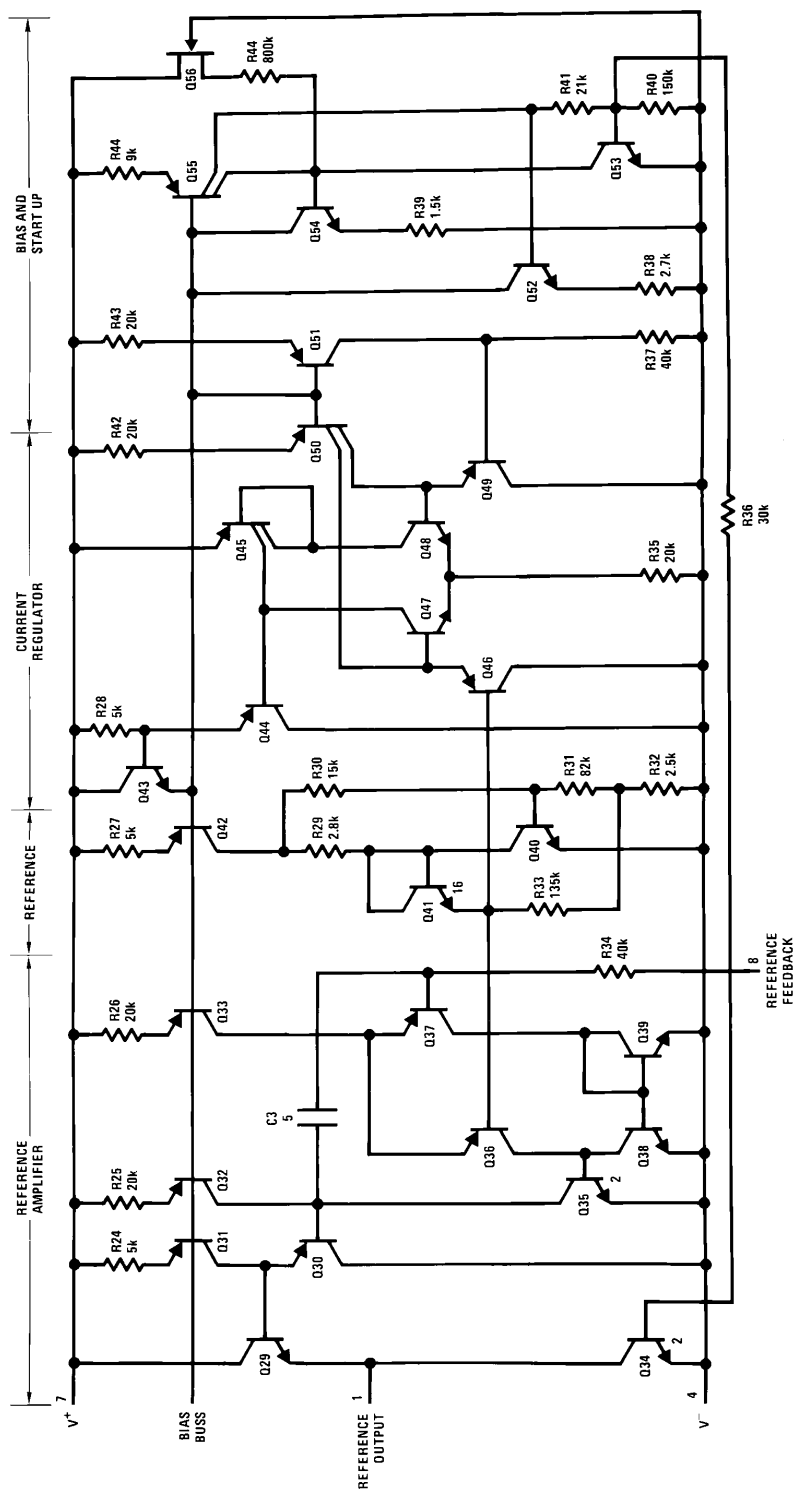 REFERENCE
AMPLIFIER
REFERENCE
CURRENT
REGULATOR
BIAS AND
START UP
V+
7
R24
5k
R25
20k
R26
20k
R27
5k
R28
5k
R42
20k
R43
20k
R44
9k
R44
800k
BIAS
BUSS
Q31
Q32
Q33
Q42
Q43
Q45
Q50
Q51
Q55
Q56
Q29
Q30
C3
5
Q37
R29
2.8k
R30
15k
Q44
Q47
Q48
Q54
REFERENCE
OUTPUT
1
Q36
Q41
16
Q46
Q49
R39
1.5k
Q35
2
Q40
R33
135k
R31
82k
Q52
R41
21k
Q34
2
Q38
Q39
R34
40k
R32
2.5k
R35
20k
R37
40k
R38
2.7k
Q53
R40
150k
V−
4
8
REFERENCE
FEEDBACK
R36
30k